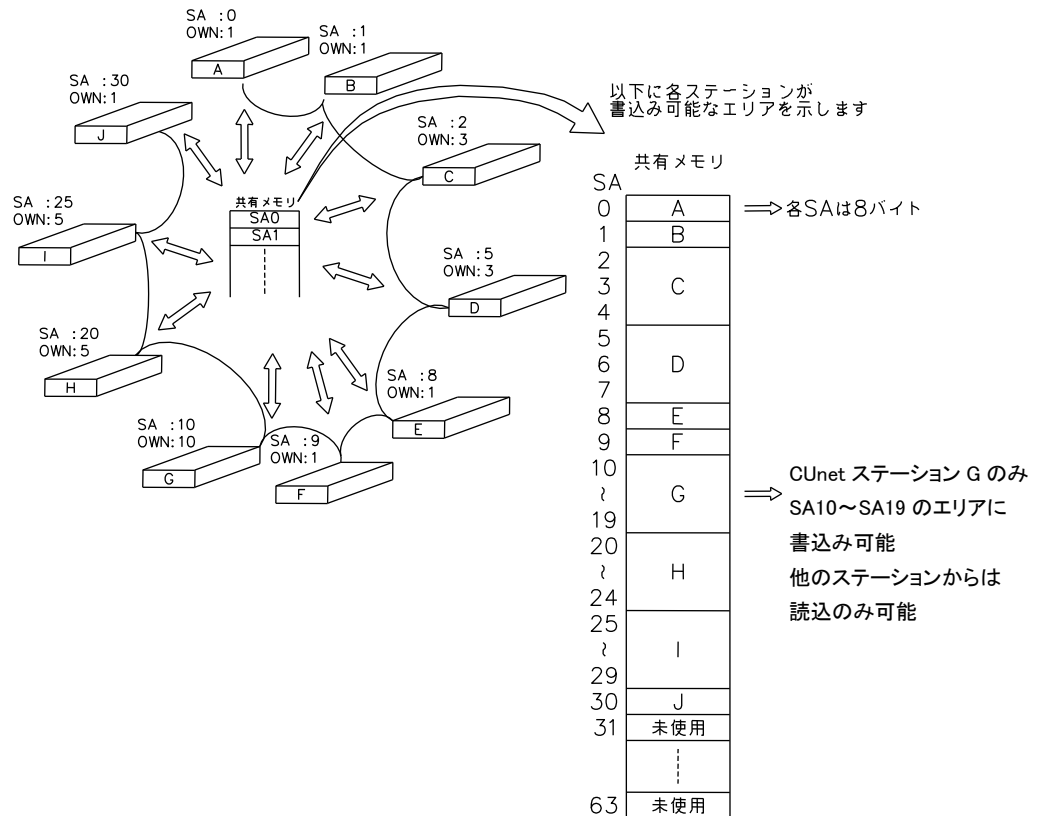 SA :0
OWN:1
A
SA :1
OWN:1
B
SA :30
OWN:1
J
SA :2
OWN:3
C
SA :25
OWN:5
I
SA :5
OWN:3
D
SA :20
OWN:5
H
SA :8
OWN:1
E
SA :10
OWN:10
G
SA :9
OWN:1
F
共有メモリ
SA0
SA1
以下に各ステーションが
書込み可能なエリアを示します
共有メモリ
SA
0 A
各SAは8バイト
1 B
2
3 C
4
5
6 D
7
8 E
9 F
10
~ G
19
CUnet ステーション G のみ
SA10～SA19 のエリアに
書込み可能
他のステーションからは
読込のみ可能
20
~ H
24
25
~ I
29
30 J
31 未使用
63 未使用